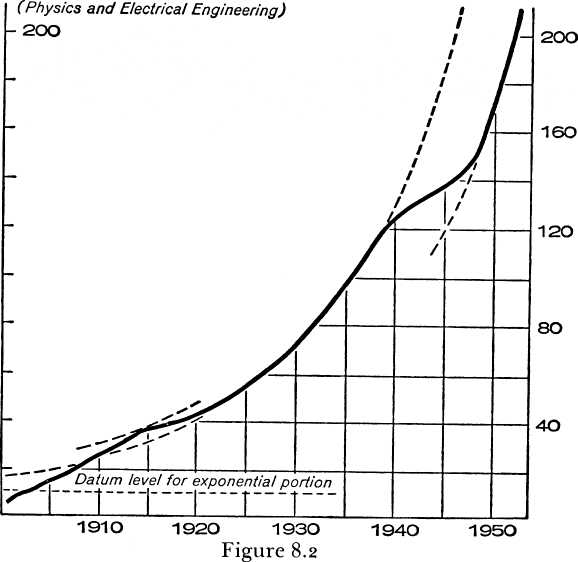 (Physics and Electrical Engineering)
200
200
160
120
80
40
Datum level for exponential portion
1910 1920 1930 1940 1950
Figure 8.2